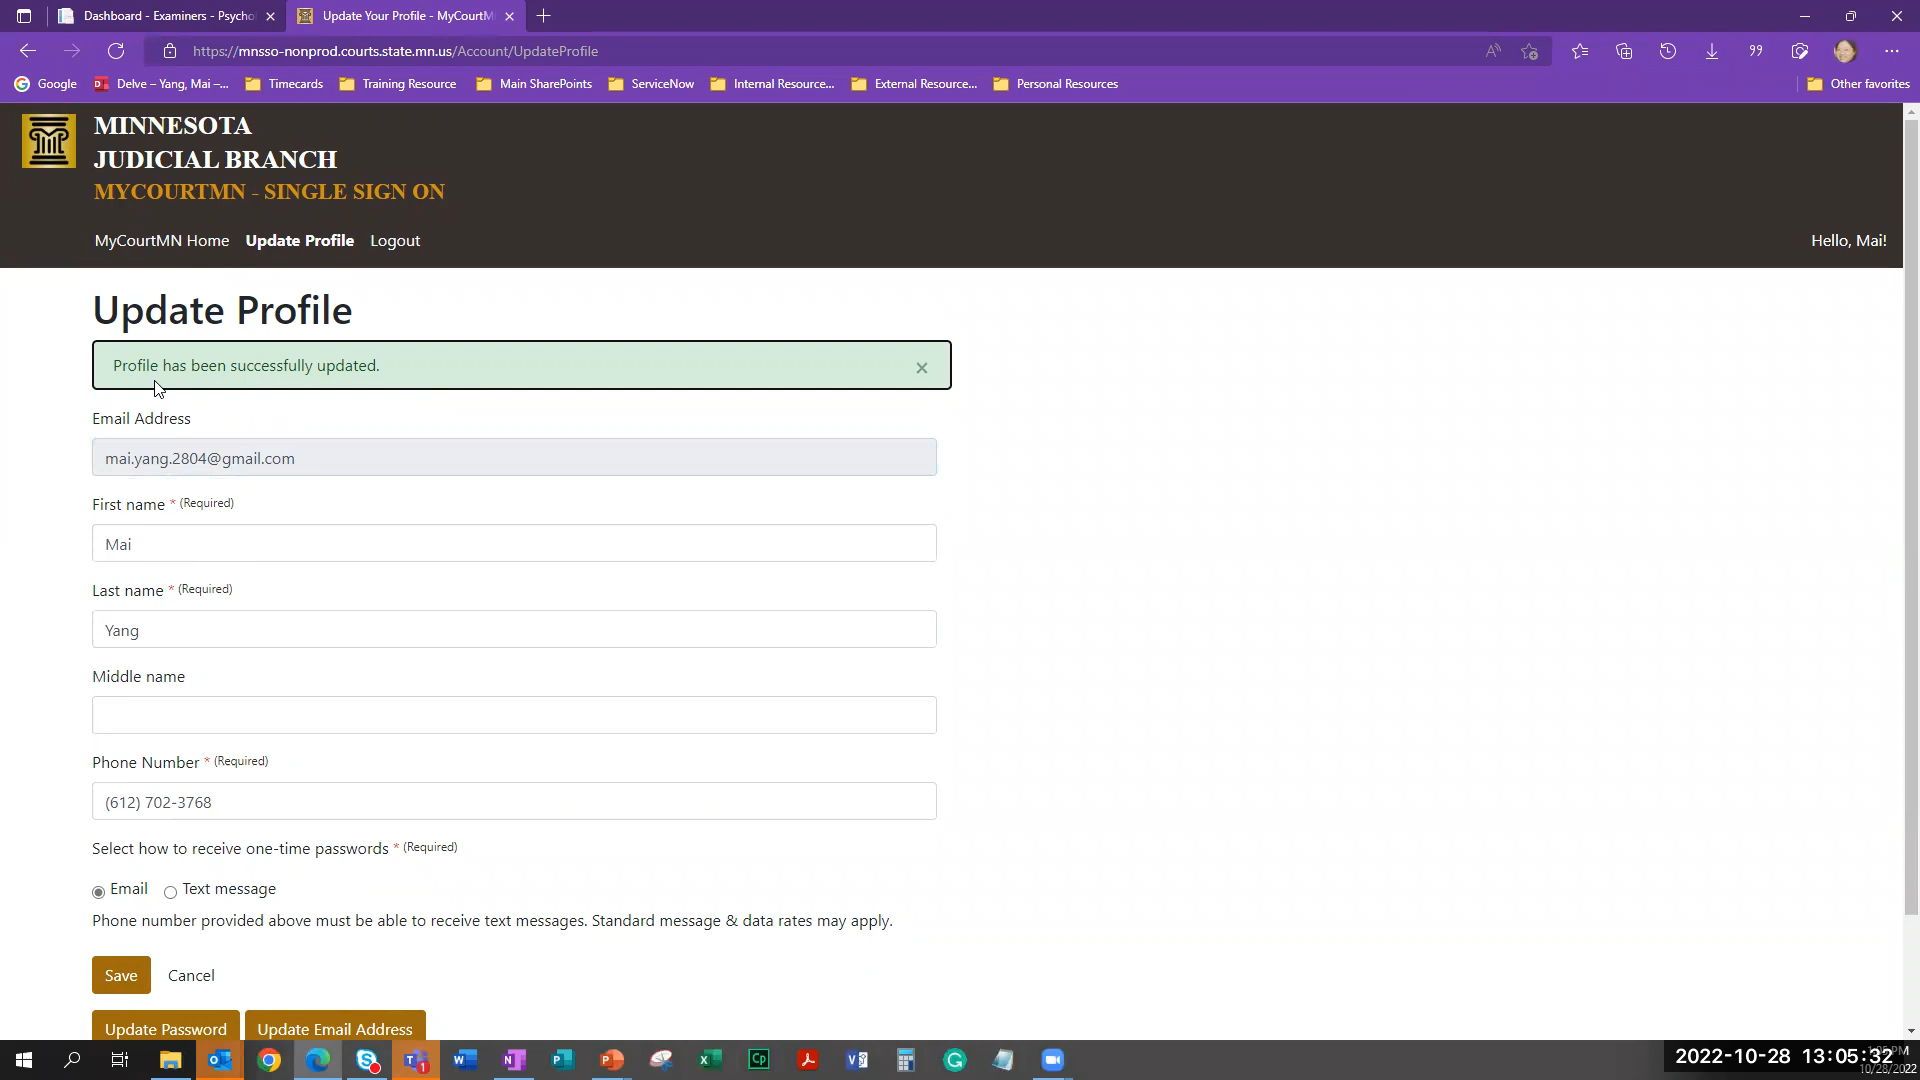 Dashboard - Examiners - Psycho
Update Your Profile - MyCourtM
https://mnsso-nonprod.courts.state.mn.us/Account/UpdateProfile
Google
Delve – Yang, Mai –...
Timecards
Training Resource
Main SharePoints
ServiceNow
Internal Resource...
External Resource...
Personal Resources
Other favorites
MINNESOTA
JUDICIAL BRANCH
MYCOURTMN - SINGLE SIGN ON
MyCourtMN Home
Update Profile
Logout
Hello, Mai!
Update Profile
Profile has been successfully updated.
Email Address
mai.yang.2804@gmail.com
First name * (Required)
Mai
Last name * (Required)
Yang
Middle name
Phone Number * (Required)
(612) 702-3768
Select how to receive one-time passwords * (Required)
Email
Text message
Phone number provided above must be able to receive text messages. Standard message & data rates may apply.
Save
Cancel
Update Password
Update Email Address
2022-10-28 13:05:32
10/28/2022